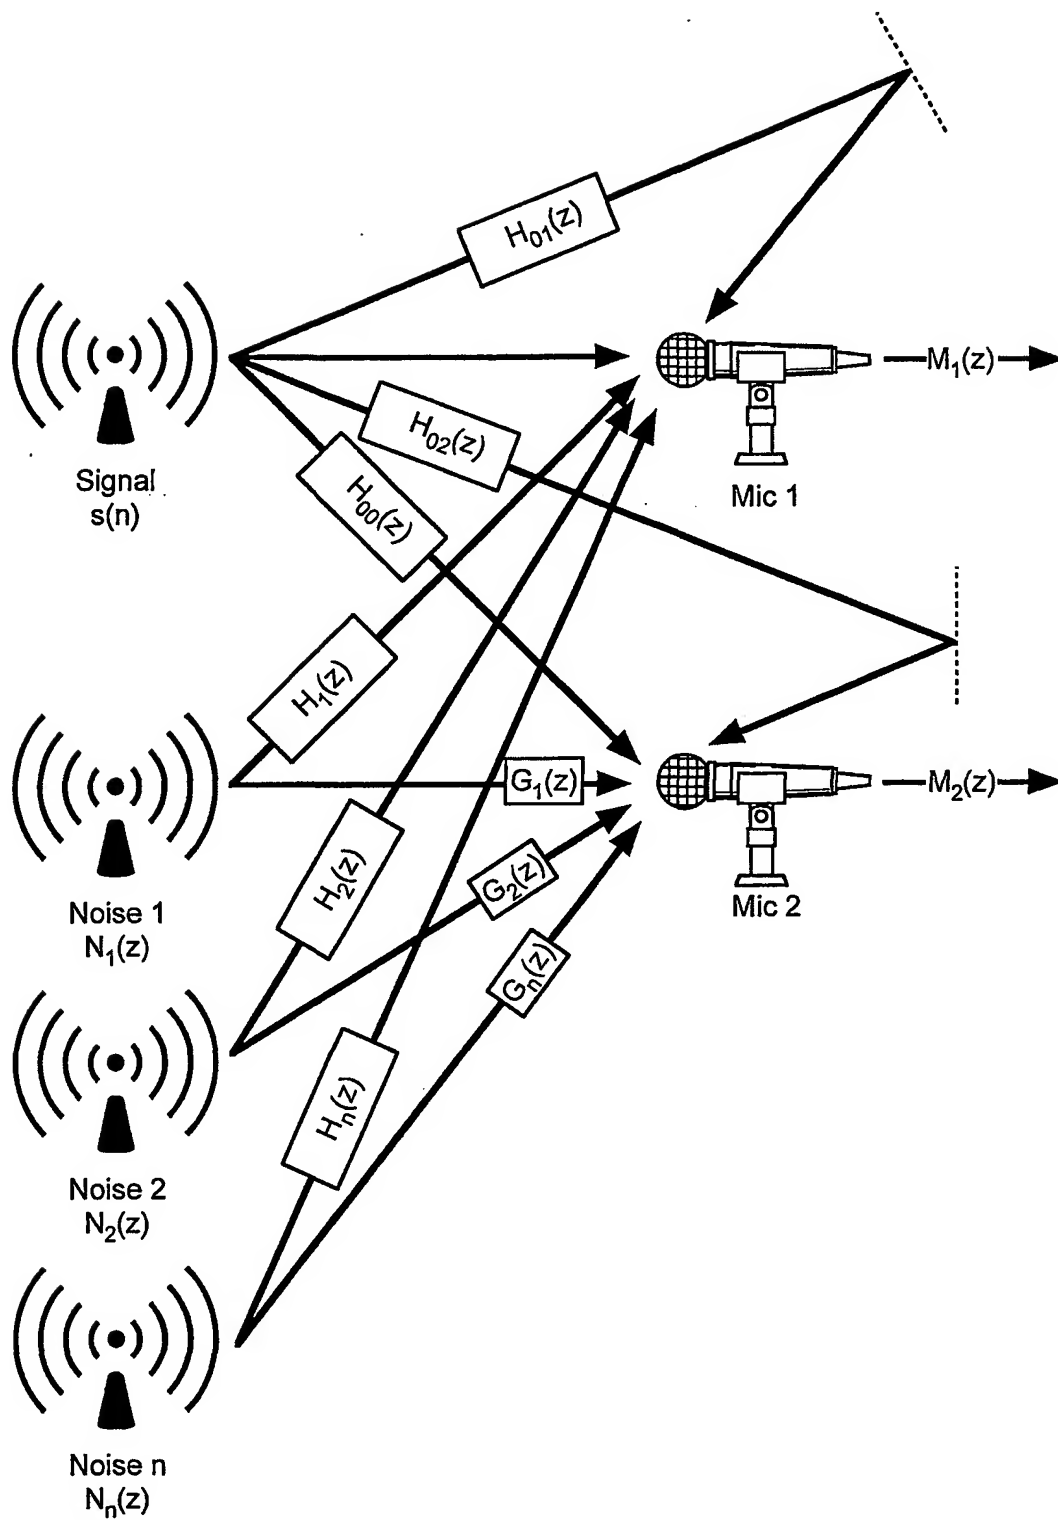 H₀₁(z)
M₁(z)
H₀₂(z)
Signal
s(n)
Mic 1
H₀₀(z)
H₁(z)
G₁(z)
M₂(z)
H₂(z)
G₂(z)
Mic 2
Noise 1
N₁(z)
Gₙ(z)
Hₙ(z)
Noise 2
N₂(z)
Noise n
Nₙ(z)